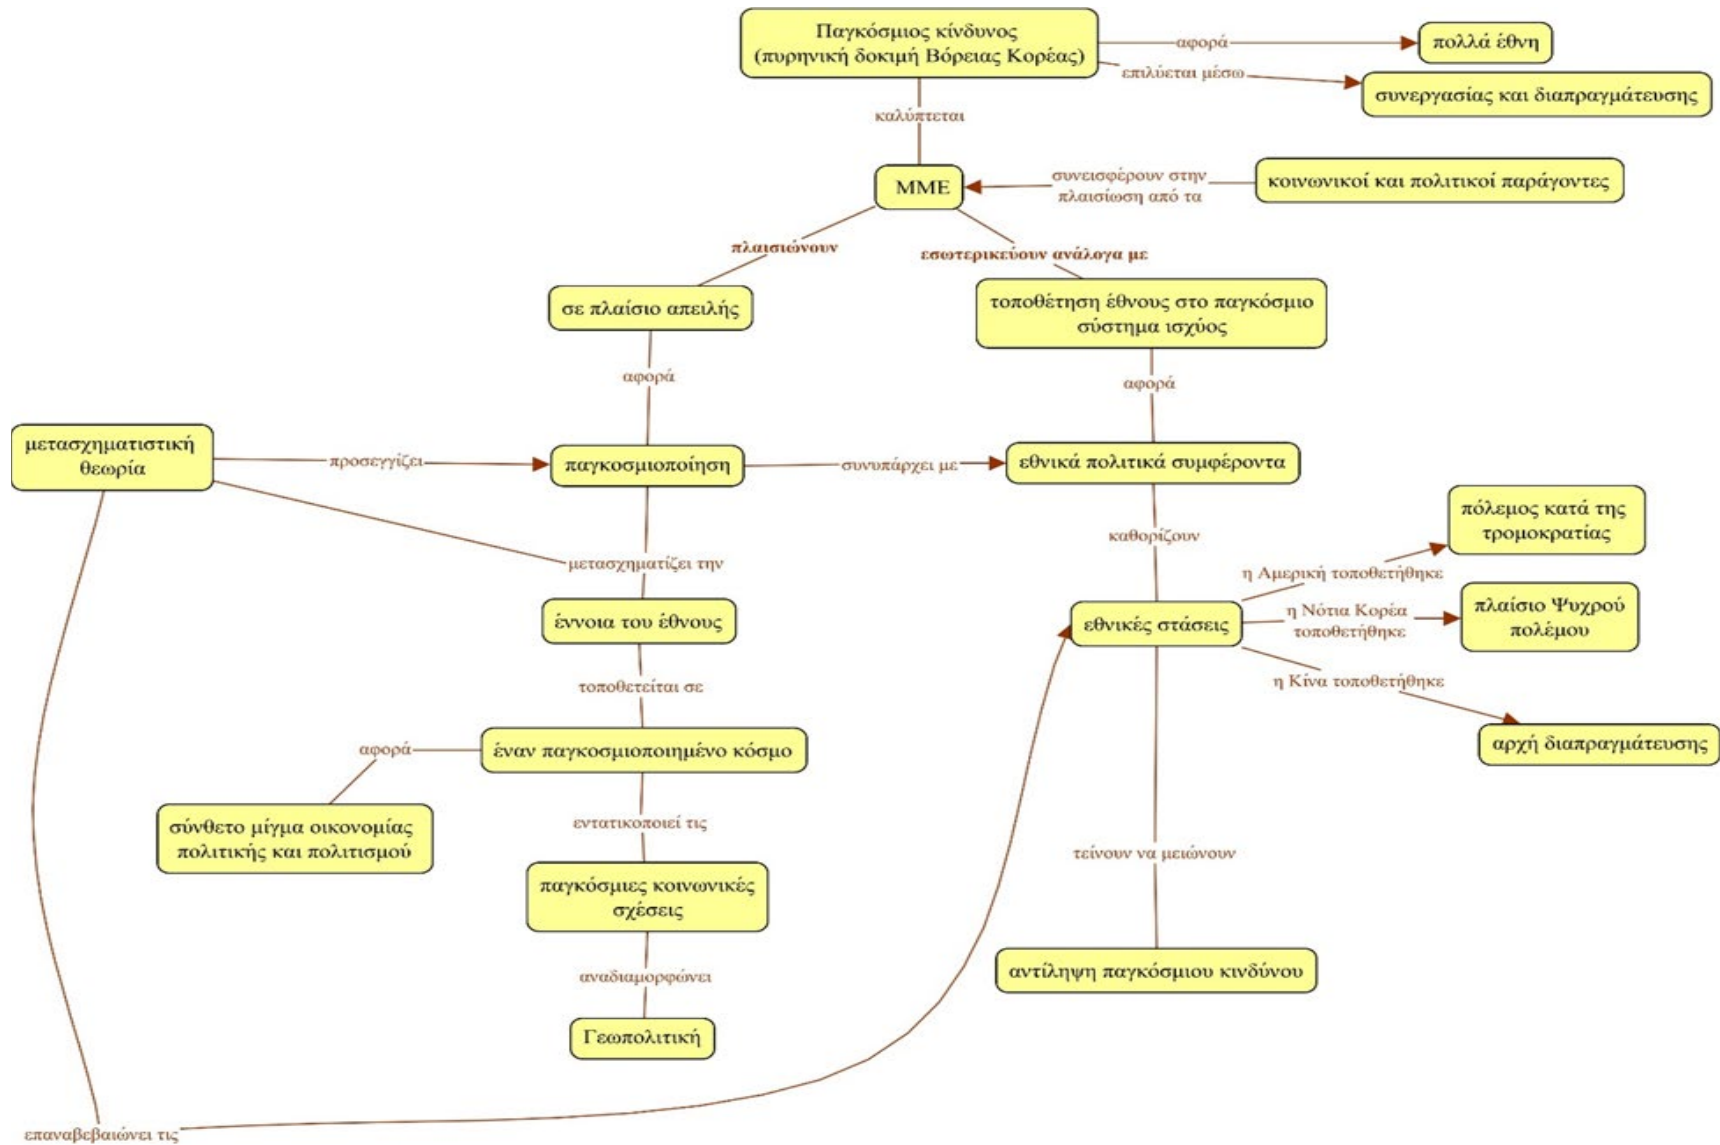 Παγκόσμιος κίνδυνος
(πυρηνική δοκιμή Βόρειας Κορέας)
αφορά
πολλά έθνη
επιλύεται μέσω
συνεργασίας και διαπραγμάτευσης
καλύπτεται
ΜΜΕ
συνεισφέρουν στην
πλαισίωση από τα
κοινωνικοί και πολιτικοί παράγοντες
πλαισιώνουν
εσωτερικεύουν ανάλογα με
σε πλαίσιο απειλής
τοποθέτηση έθνους στο παγκόσμιο
σύστημα ισχύος
αφορά
αφορά
μετασχηματιστική
θεωρία
προσεγγίζει
παγκοσμιοποίηση
συνυπάρχει με
εθνικά πολιτικά συμφέροντα
μετασχηματίζει την
καθορίζουν
πόλεμος κατά της
τρομοκρατίας
η Αμερική τοποθετήθηκε
έννοια του έθνους
εθνικές στάσεις
η Νότια Κορέα
τοποθετήθηκε
πλαίσιο Ψυχρού
πολέμου
τοποθετείται σε
η Κίνα τοποθετήθηκε
αρχή διαπραγμάτευσης
αφορά
έναν παγκοσμιοποιημένο κόσμο
σύνθετο μίγμα οικονομίας
πολιτικής και πολιτισμού
εντατικοποιεί τις
τείνουν να μειώνουν
παγκόσμιες κοινωνικές
σχέσεις
αναδιαμορφώνει
αντίληψη παγκόσμιου κινδύνου
Γεωπολιτική
επαναβεβαιώνει τις